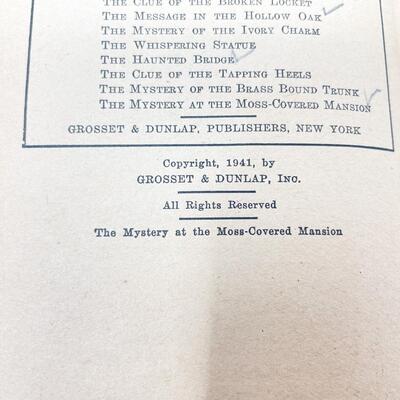 The Clue of the Broken Locket
The Message in the Hollow Oak
The Mystery of the Ivory Charm
The Whispering Statue
The Haunted Bridge
The Clue of the Tapping Heels
The Mystery of the Brass Bound Trunk
The Mystery at the Moss-Covered Mansion
GROSSET & DUNLAP, PUBLISHERS, NEW YORK
Copyright, 1941, by
GROSSET & DUNLAP, Inc.
All Rights Reserved
The Mystery at the Moss-Covered Mansion